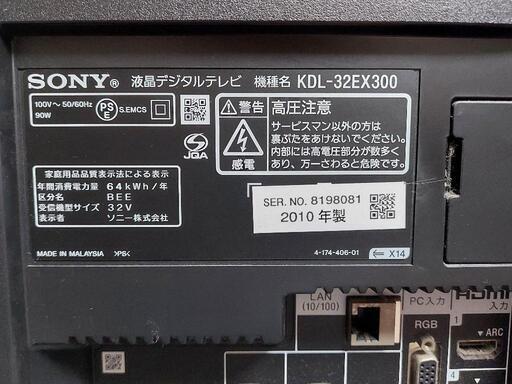 SONY® 液晶デジタルテレビ 機種名 KDL-32EX300
100V～ 50/60Hz
90W
PS
E
S.EMCS
JQA
警告
感電
高圧注意
サービスマン以外の方は
裏ぶたをあけないでください。
内部には高電圧部分が数多く
あり、万一さわると危険です。
家庭用品品質表示法による表示
年間消費電力量 64kWh/年
区分名 BEE
受信機型サイズ 32V
ソニー株式会社
SER. NO. 8198081
2010年製
MADE IN MALAYSIA >PS<
4-174-406-01
X14
LAN
(10/100)
PC入力
RGB
HDMI
入力
1
ARC
4